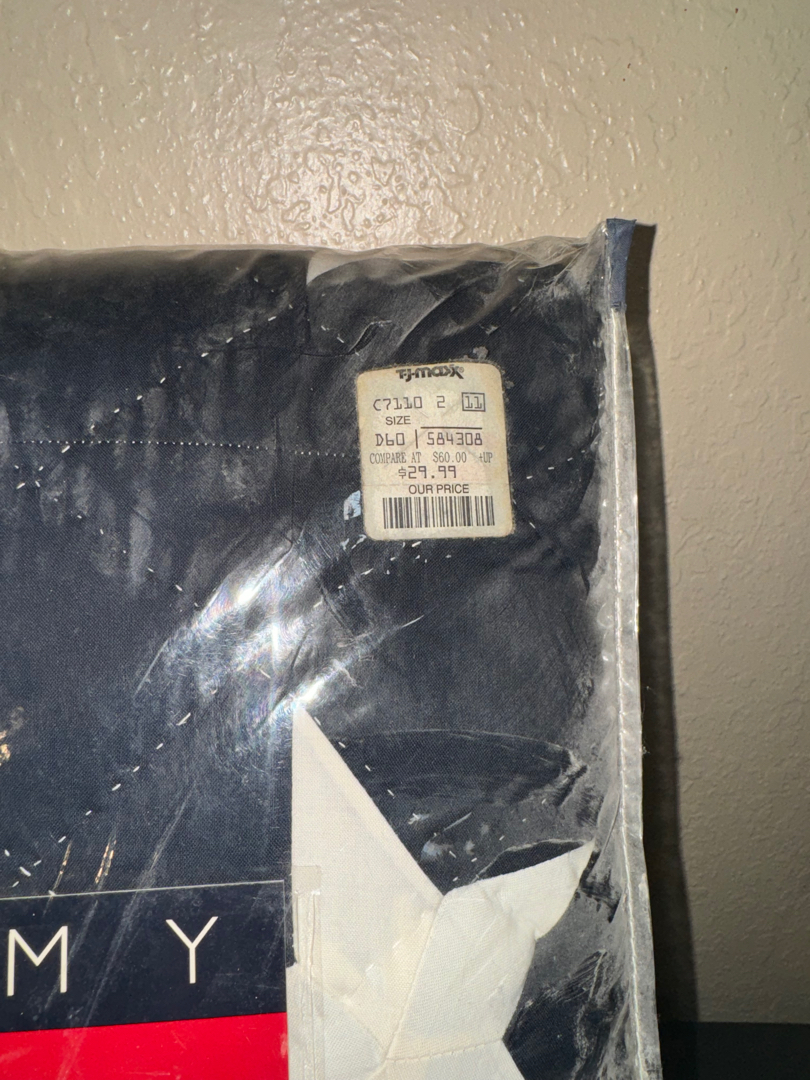 T·J·maxx
C7110 2 11
SIZE
D60 | 584308
COMPARE AT $60.00 +UP
$29.99
OUR PRICE
M Y